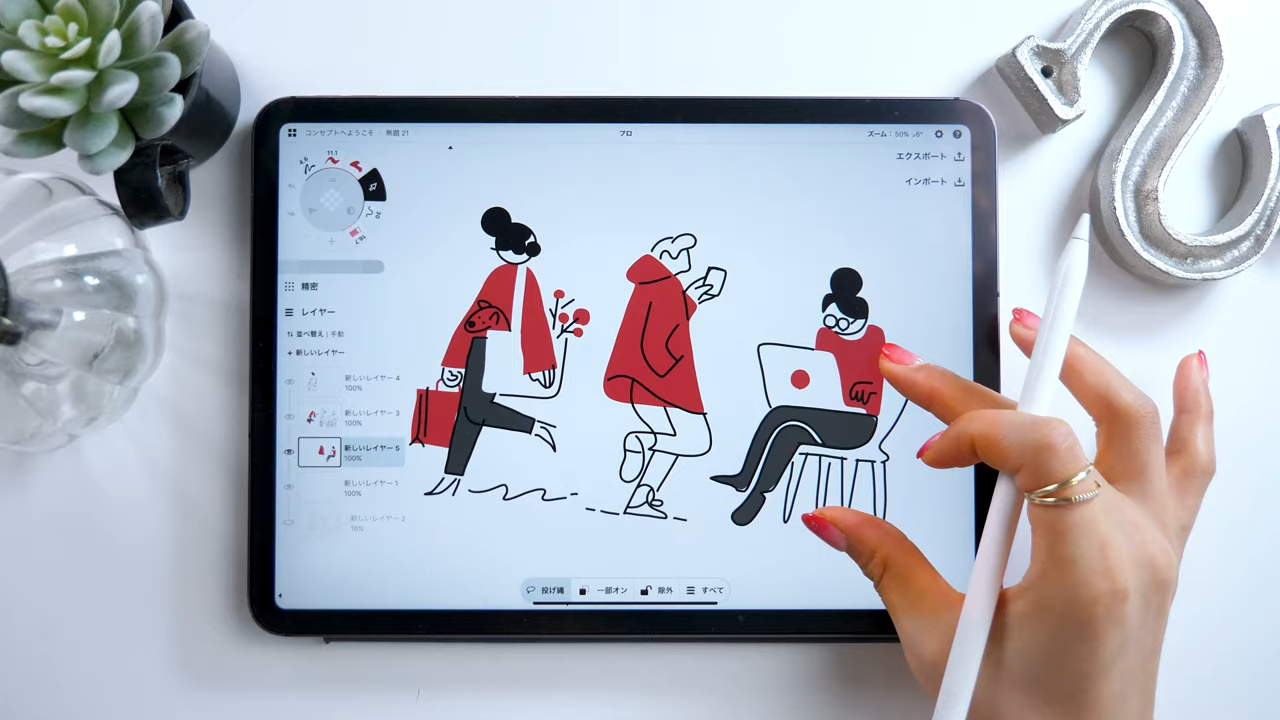 コンセプトへようこそ 無題 21
プロ
ズーム：50% ⊿6°
エクスポート
インポート
11.1
精密
レイヤー
並べ替え | 手動
+ 新しいレイヤー
新しいレイヤー 4
100%
新しいレイヤー 3
100%
新しいレイヤー 5
100%
新しいレイヤー 1
100%
新しいレイヤー 2
16%
投げ縄
一部オン
除外
すべて
S